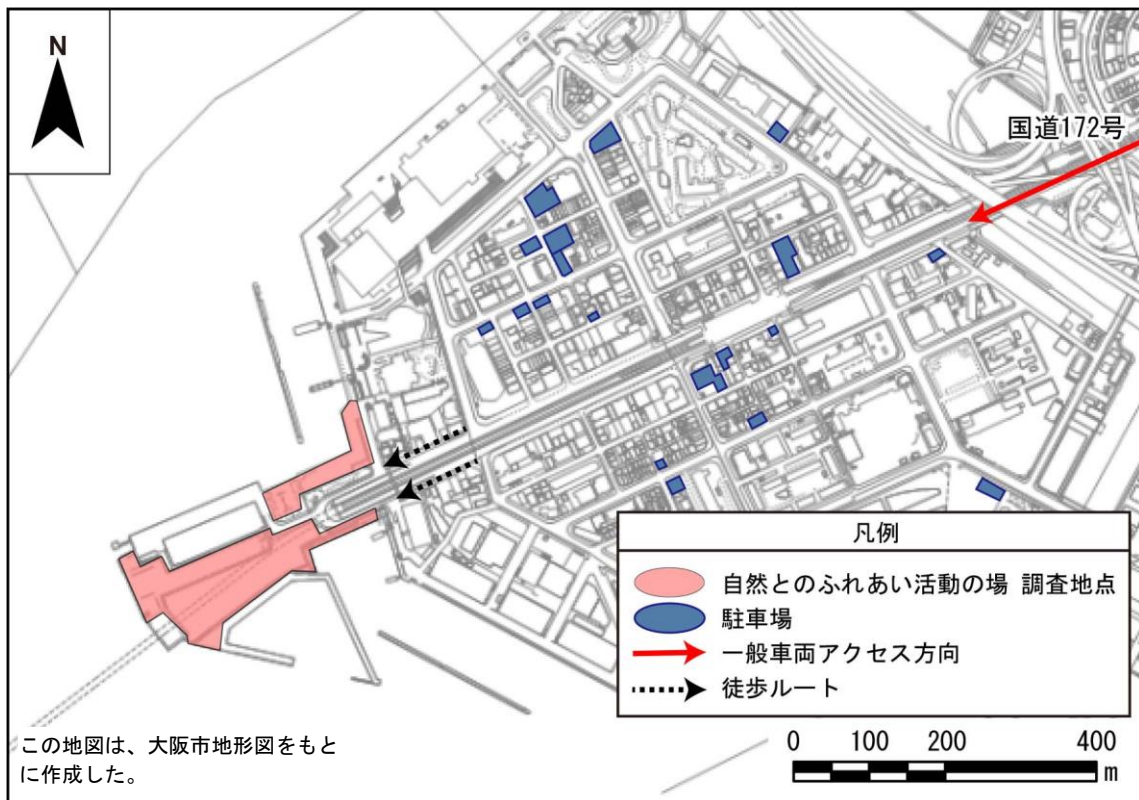 N
国道172号
凡例
自然とのふれあい活動の場 調査地点
駐車場
一般車両アクセス方向
徒歩ルート
この地図は、大阪市地形図をもと
に作成した。
0 100 200 400
m